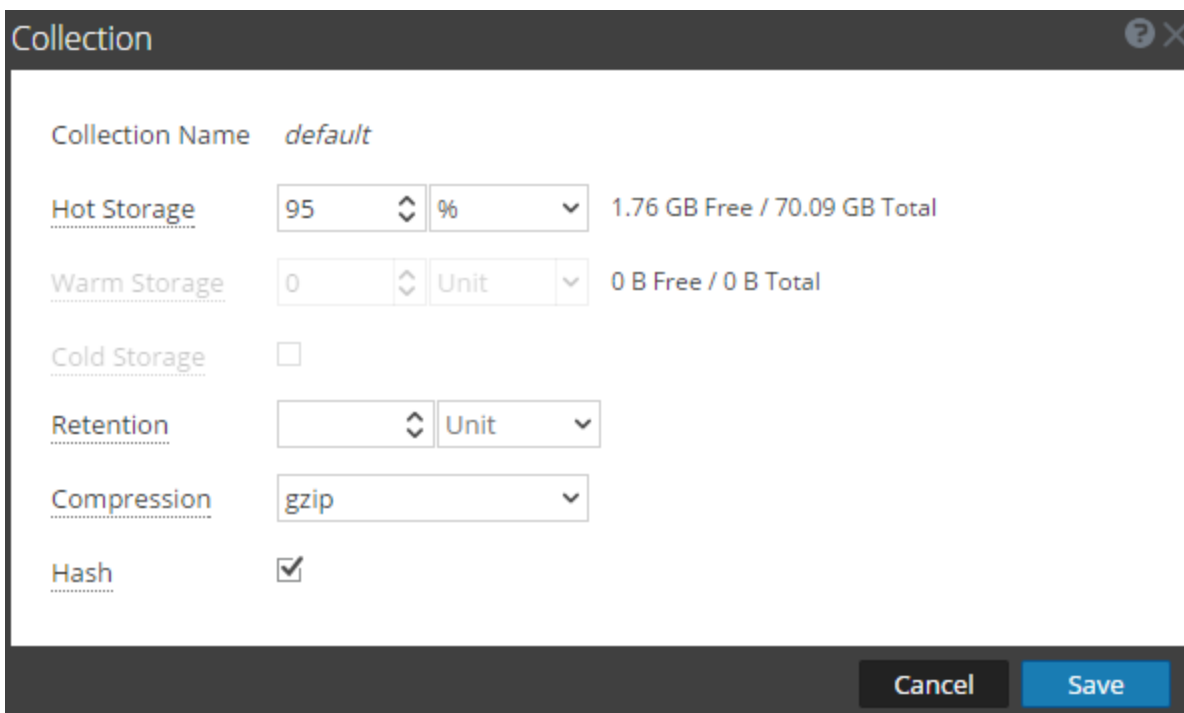 Collection
Collection Name default
Hot Storage 95 % 1.76 GB Free / 70.09 GB Total
Warm Storage 0 Unit 0 B Free / 0 B Total
Cold Storage
Retention Unit
Compression gzip
Hash
Cancel Save